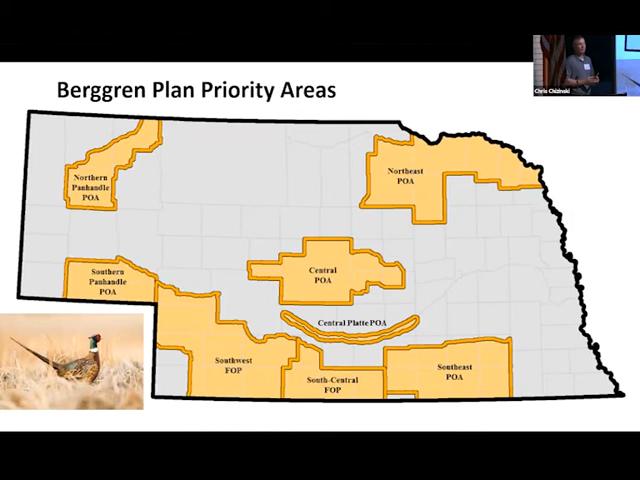 Chris Chizinski
Berggren Plan Priority Areas
Northern
Panhandle
POA
Northeast
POA
Southern
Panhandle
POA
Central
POA
Central Platte POA
Southwest
FOP
South-Central
FOP
Southeast
POA